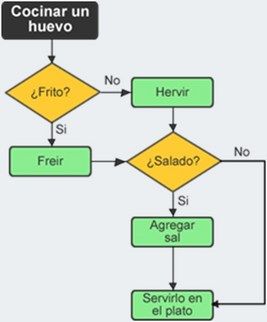 Cocinar un
huevo
¿Frito?
No
Hervir
Si
Freir
¿Salado?
No
Si
Agregar
sal
Servirlo en
el plato